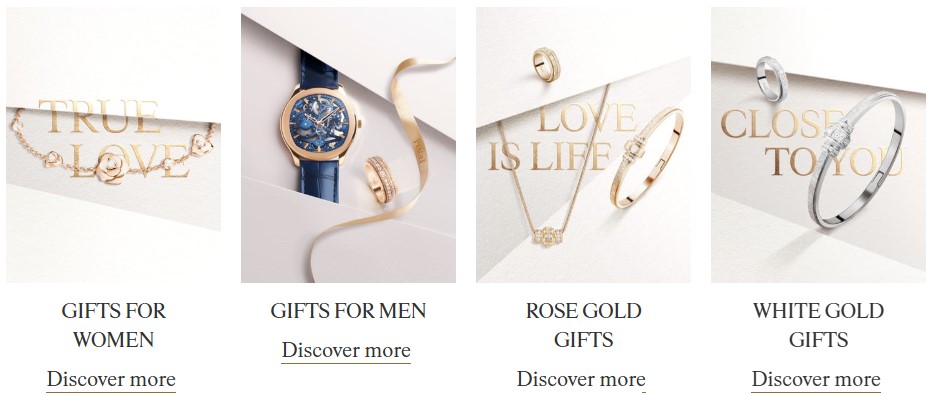 TRUE
LOVE
GIFTS FOR
WOMEN
Discover more
GIFTS FOR MEN
Discover more
LOVE
IS LIFE
ROSE GOLD
GIFTS
Discover more
CLOSE
TO YOU
WHITE GOLD
GIFTS
Discover more